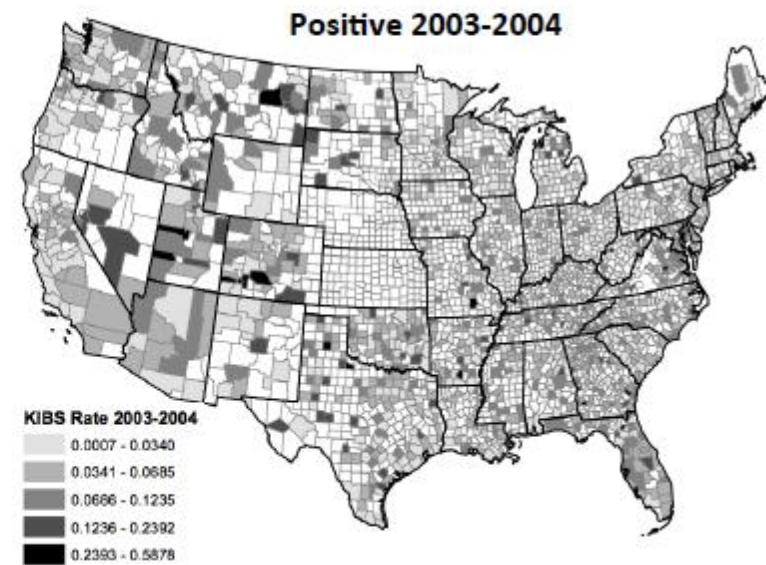 Positive 2003-2004
KIBS Rate 2003-2004
0.0007 - 0.0340
0.0341 - 0.0685
0.0686 - 0.1235
0.1236 - 0.2392
0.2393 - 0.5878